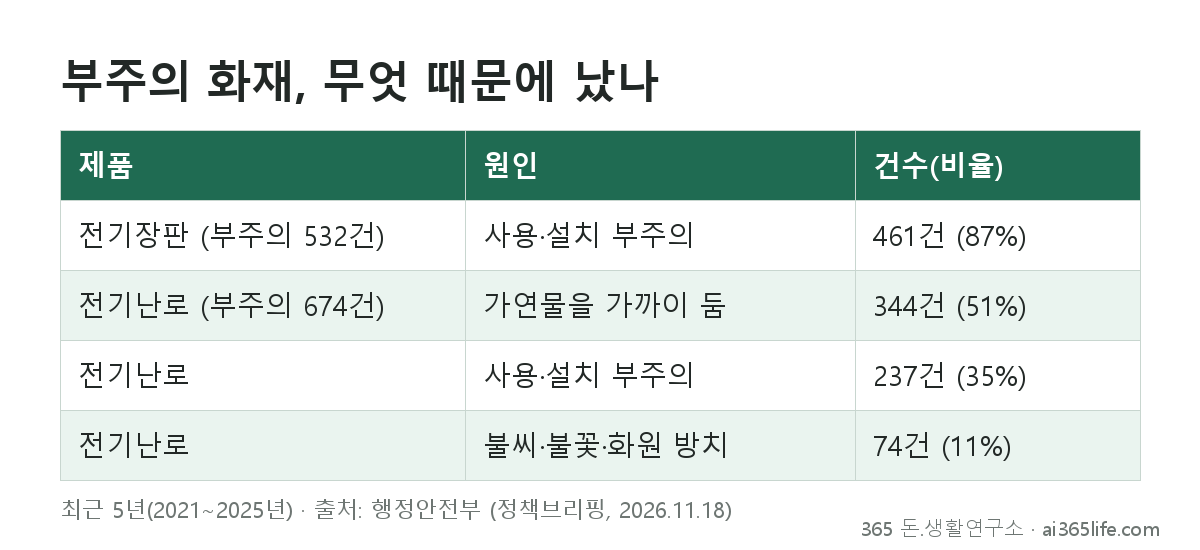 부주의 화재, 무엇 때문에 났나
제품 원인 건수(비율)
전기장판 (부주의 532건) 사용·설치 부주의 461건 (87%)
전기난로 (부주의 674건) 가연물을 가까이 둠 344건 (51%)
전기난로 사용·설치 부주의 237건 (35%)
전기난로 불씨·불꽃·화원 방치 74건 (11%)
최근 5년(2021~2025년) · 출처: 행정안전부 (정책브리핑, 2026.11.18)
365 돈.생활연구소 · ai365life.com